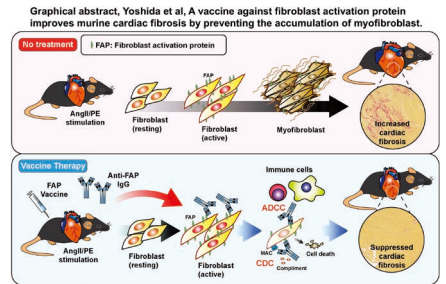 Graphical abstract, Yoshida et al, A vaccine against fibroblast activation protein
improves murine cardiac fibrosis by preventing the accumulation of myofibroblast.
No treatment
FAP: Fibroblast activation protein
AngII/PE
stimulation
Fibroblast
(resting)
FAP
Fibroblast
(active)
Myofibroblast
Increased
cardiac
fibrosis
Vaccine Therapy
FAP
Vaccine
Anti-FAP
IgG
AngII/PE
stimulation
Fibroblast
(resting)
FAP
Fibroblast
(active)
Immune cells
ADCC
MAC
CDC
Compliment
Cell death
Suppressed
cardiac
fibrosis